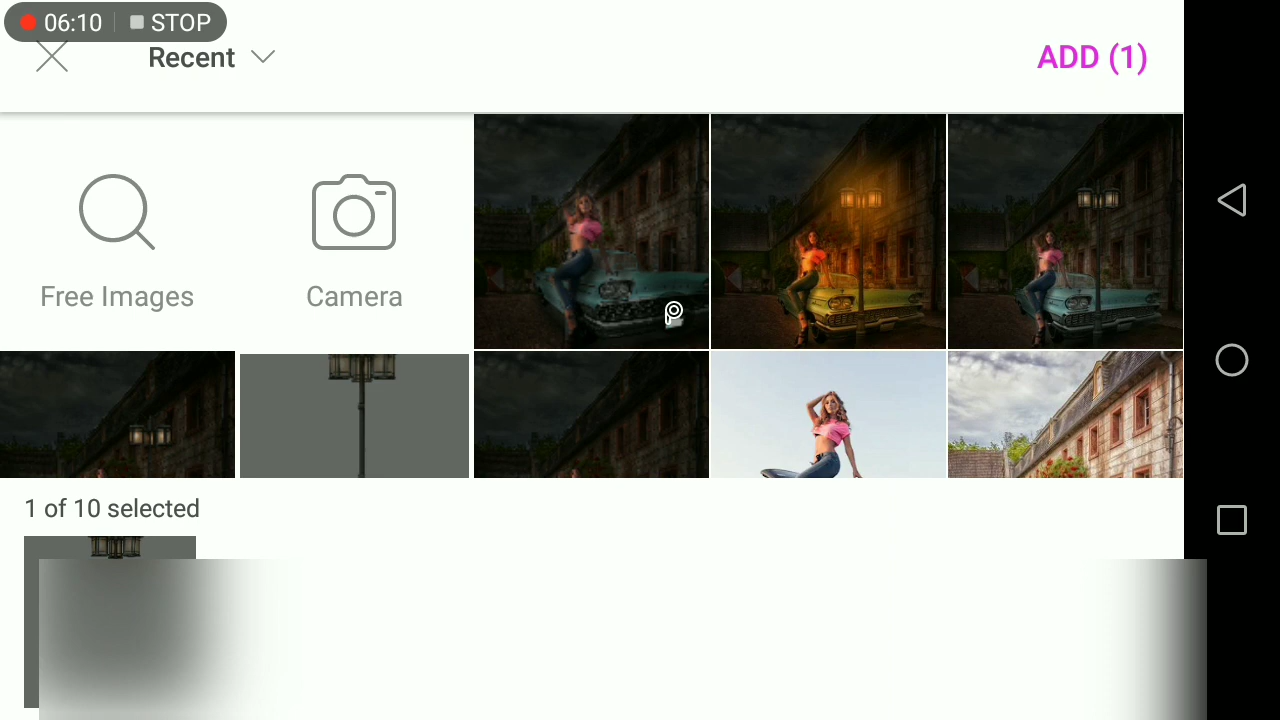 06:10 STOP
Recent
ADD (1)
Free Images
Camera
1 of 10 selected